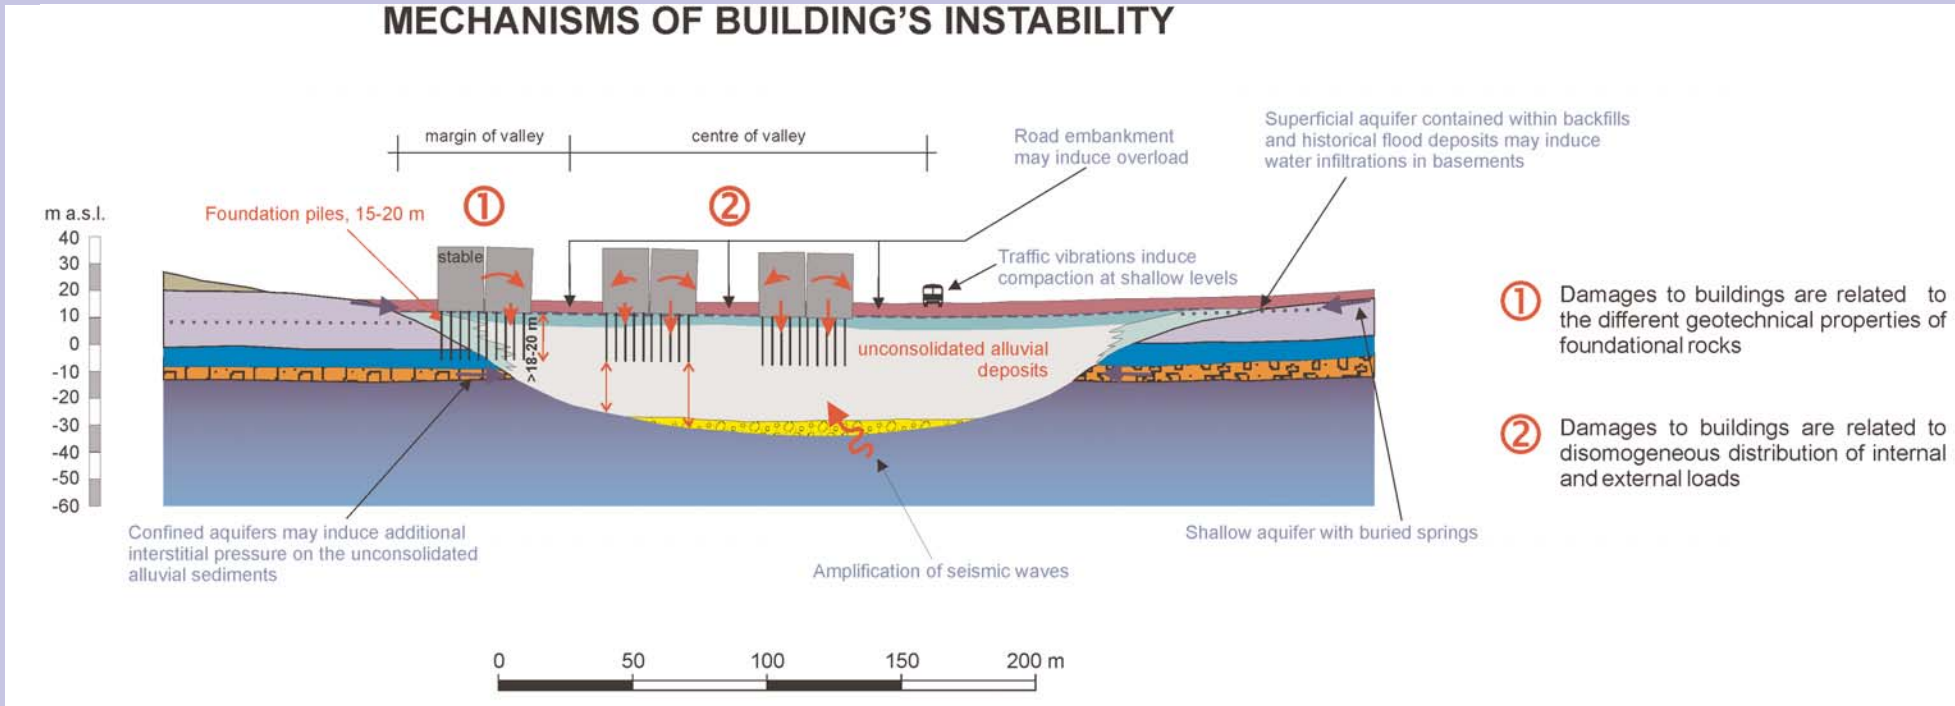 MECHANISMS OF BUILDING'S INSTABILITY
margin of valley
centre of valley
Road embankment
may induce overload
Superficial aquifer contained within backfills
and historical flood deposits may induce
water infiltrations in basements
m a.s.l.
40
30
20
10
0
-10
-20
-30
-40
-50
-60
Foundation piles, 15-20 m
1
2
stable
Traffic vibrations induce
compaction at shallow levels
>18-20 m
unconsolidated alluvial
deposits
1
Damages to buildings are related to
the different geotechnical properties of
foundational rocks
2
Damages to buildings are related to
disomogeneous distribution of internal
and external loads
Confined aquifers may induce additional
interstitial pressure on the unconsolidated
alluvial sediments
Amplification of seismic waves
Shallow aquifer with buried springs
0
50
100
150
200 m